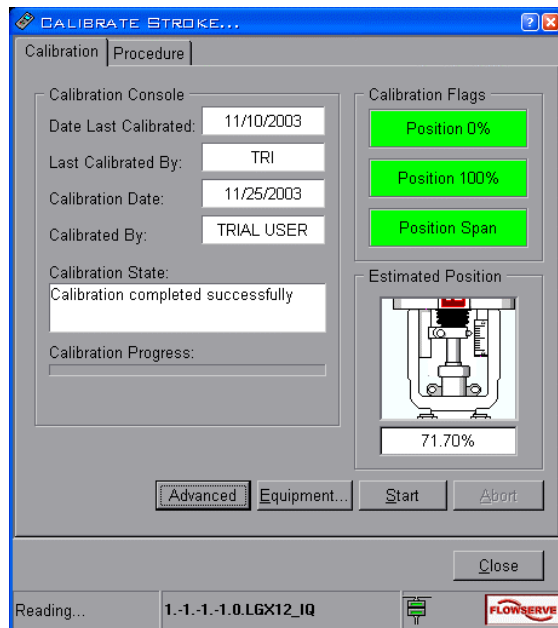 CALIBRATE STROKE...
Calibration Procedure
Calibration Console
Date Last Calibrated: 11/10/2003
Last Calibrated By: TRI
Calibration Date: 11/25/2003
Calibrated By: TRIAL USER
Calibration State:
Calibration completed successfully
Calibration Progress:
Calibration Flags
Position 0%
Position 100%
Position Span
Estimated Position
71.70%
Advanced Equipment... Start Abort
Close
Reading... 1.-1.-1.-1.0.LGX12_IQ FLOWSERVE